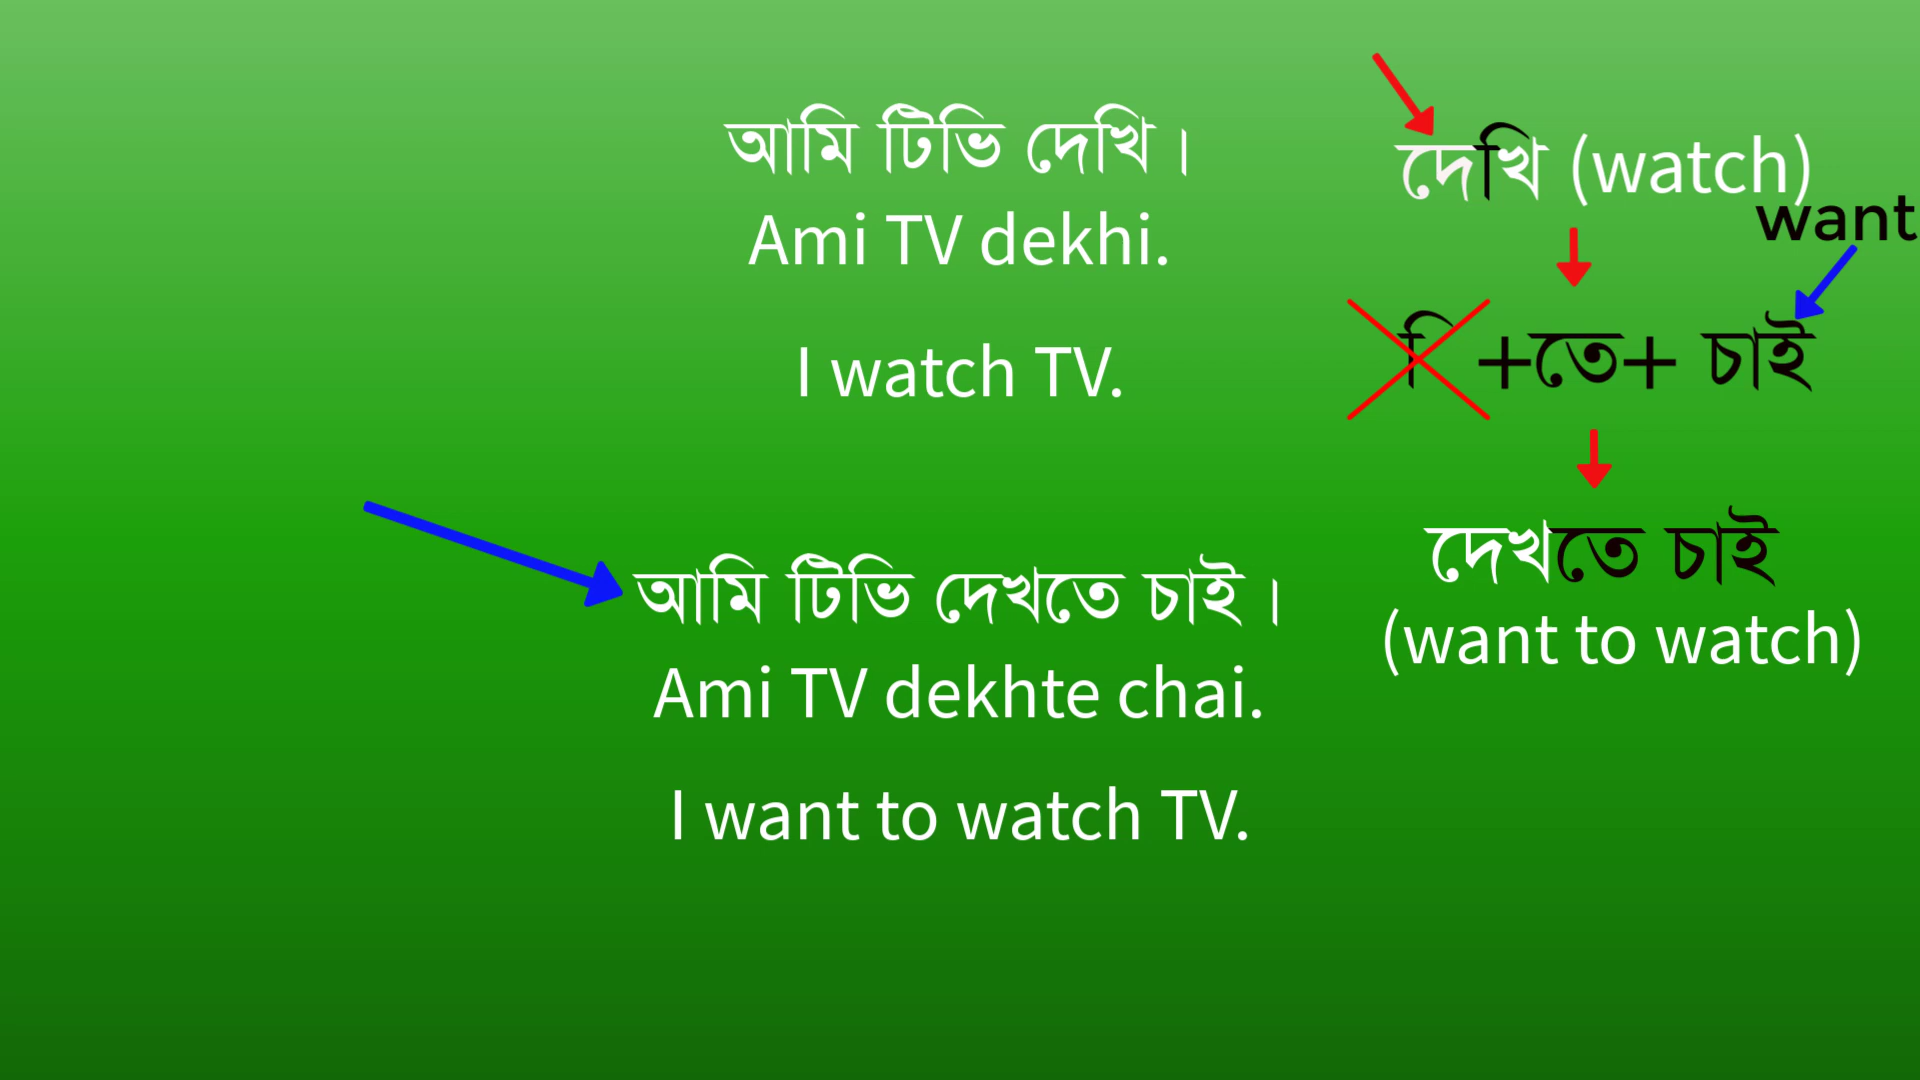 আমি টিভি দেখি ।
Ami TV dekhi.
I watch TV.
আমি টিভি দেখতে চাই ।
Ami TV dekhte chai.
I want to watch TV.
দেখি (watch)
want
ি +তে+ চাই
দেখতে চাই
(want to watch)